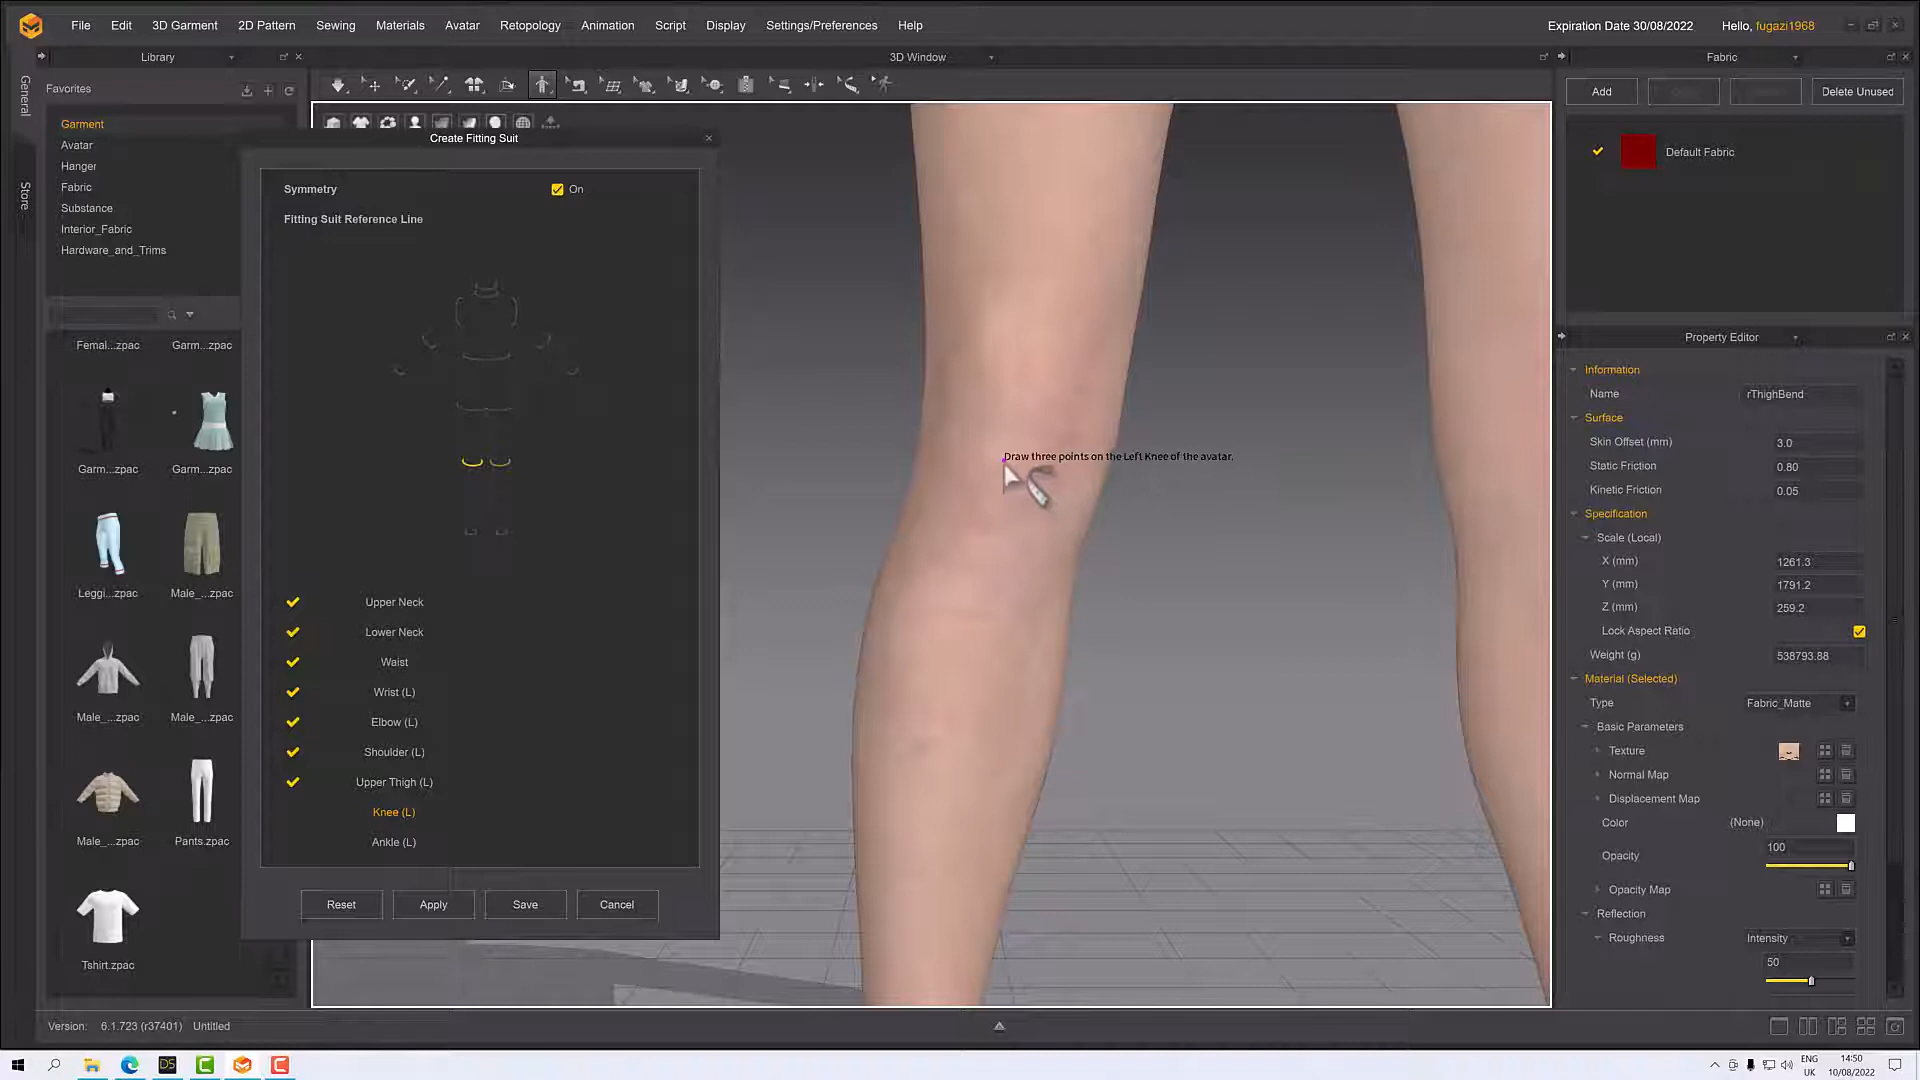 File Edit 3D Garment 2D Pattern Sewing Materials Avatar Retopology Animation Script Display Settings/Preferences Help
Expiration Date 30/08/2022 Hello, fugazi1968
Library
3D Window
Fabric
General
Store
Favorites
Garment
Avatar
Hanger
Fabric
Substance
Interior_Fabric
Hardware_and_Trims
Femal...zpac Garm...zpac
Garm...zpac Garm...zpac
Leggi...zpac Male_...zpac
Male_...zpac Male_...zpac
Male_...zpac Pants.zpac
Tshirt.zpac
Create Fitting Suit
Symmetry On
Fitting Suit Reference Line
Upper Neck
Lower Neck
Waist
Wrist (L)
Elbow (L)
Shoulder (L)
Upper Thigh (L)
Knee (L)
Ankle (L)
Reset Apply Save Cancel
Draw three points on the Left Knee of the avatar.
Add Delete Unused
Default Fabric
Property Editor
Information
Name rThighBend
Surface
Skin Offset (mm) 3.0
Static Friction 0.80
Kinetic Friction 0.05
Specification
Scale (Local)
X (mm) 1261.3
Y (mm) 1791.2
Z (mm) 259.2
Lock Aspect Ratio
Weight (g) 538793.88
Material (Selected)
Type Fabric_Matte
Basic Parameters
Texture
Normal Map
Displacement Map
Color (None)
Opacity 100
Opacity Map
Reflection
Roughness Intensity
50
Version: 6.1.723 (r37401) Untitled
DS
ENG
UK
14:50
10/08/2022